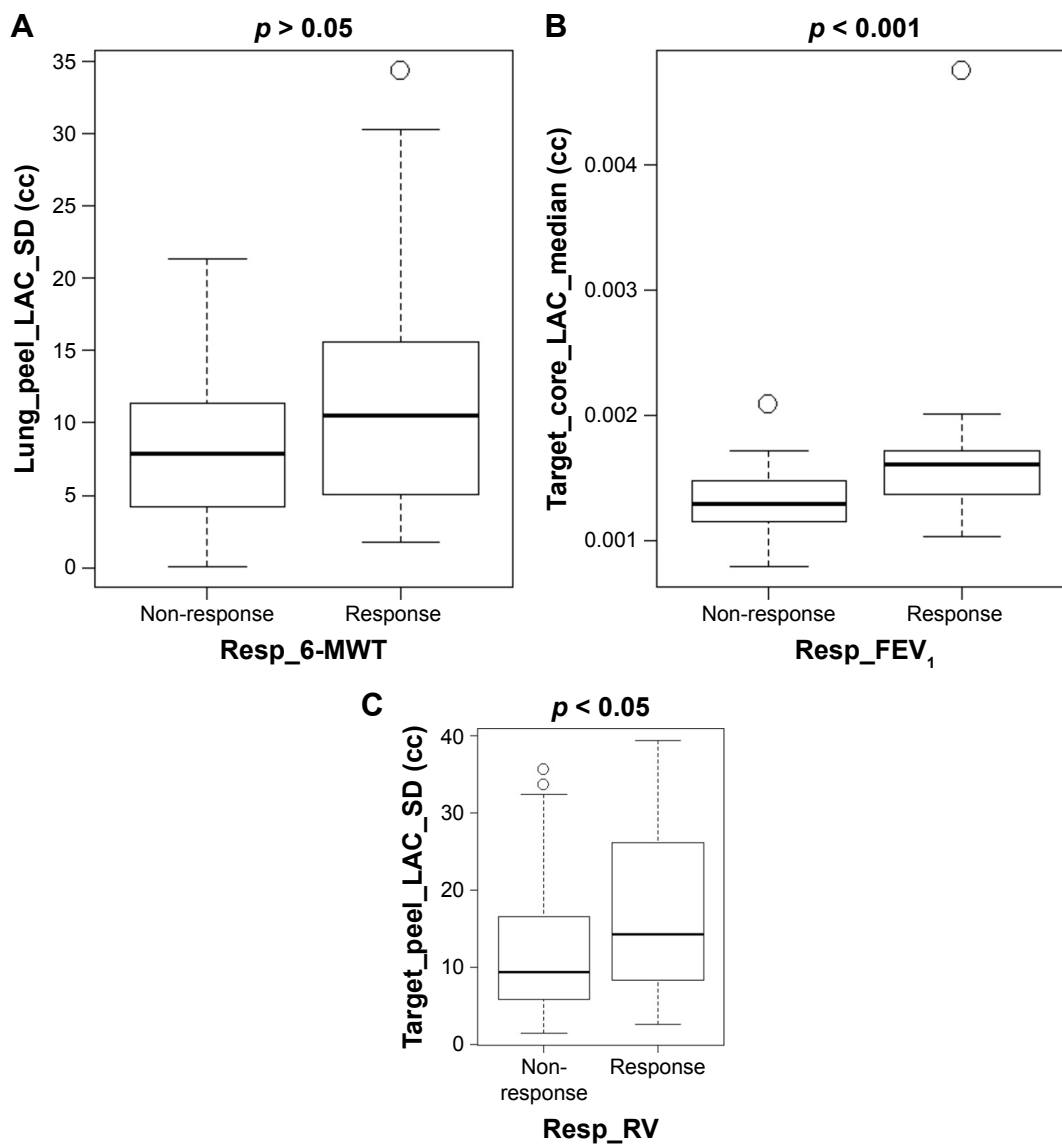 A
p > 0.05
Lung_peel_LAC_SD (cc)
35
30
25
20
15
10
5
0
Non-response Response
Resp_6-MWT
B
p < 0.001
Target_core_LAC_median (cc)
0.004
0.003
0.002
0.001
Non-response Response
Resp_FEV₁
C
p < 0.05
Target_peel_LAC_SD (cc)
40
30
20
10
0
Non- Response
response
Resp_RV